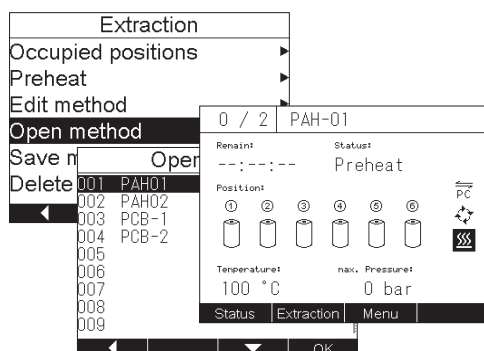 Extraction
Occupied positions
Preheat
Edit method
Open method
Save m
Delete
Open
001 PAH01
002 PAH02
003 PCB-1
004 PCB-2
005
006
007
008
009
OK
0 / 2 PAH-01
Remain: Status:
--:--:-- Preheat
PC
Position:
① ② ③ ④ ⑤ ⑥
Temperature: max. Pressure:
100 °C 0 bar
Status Extraction Menu